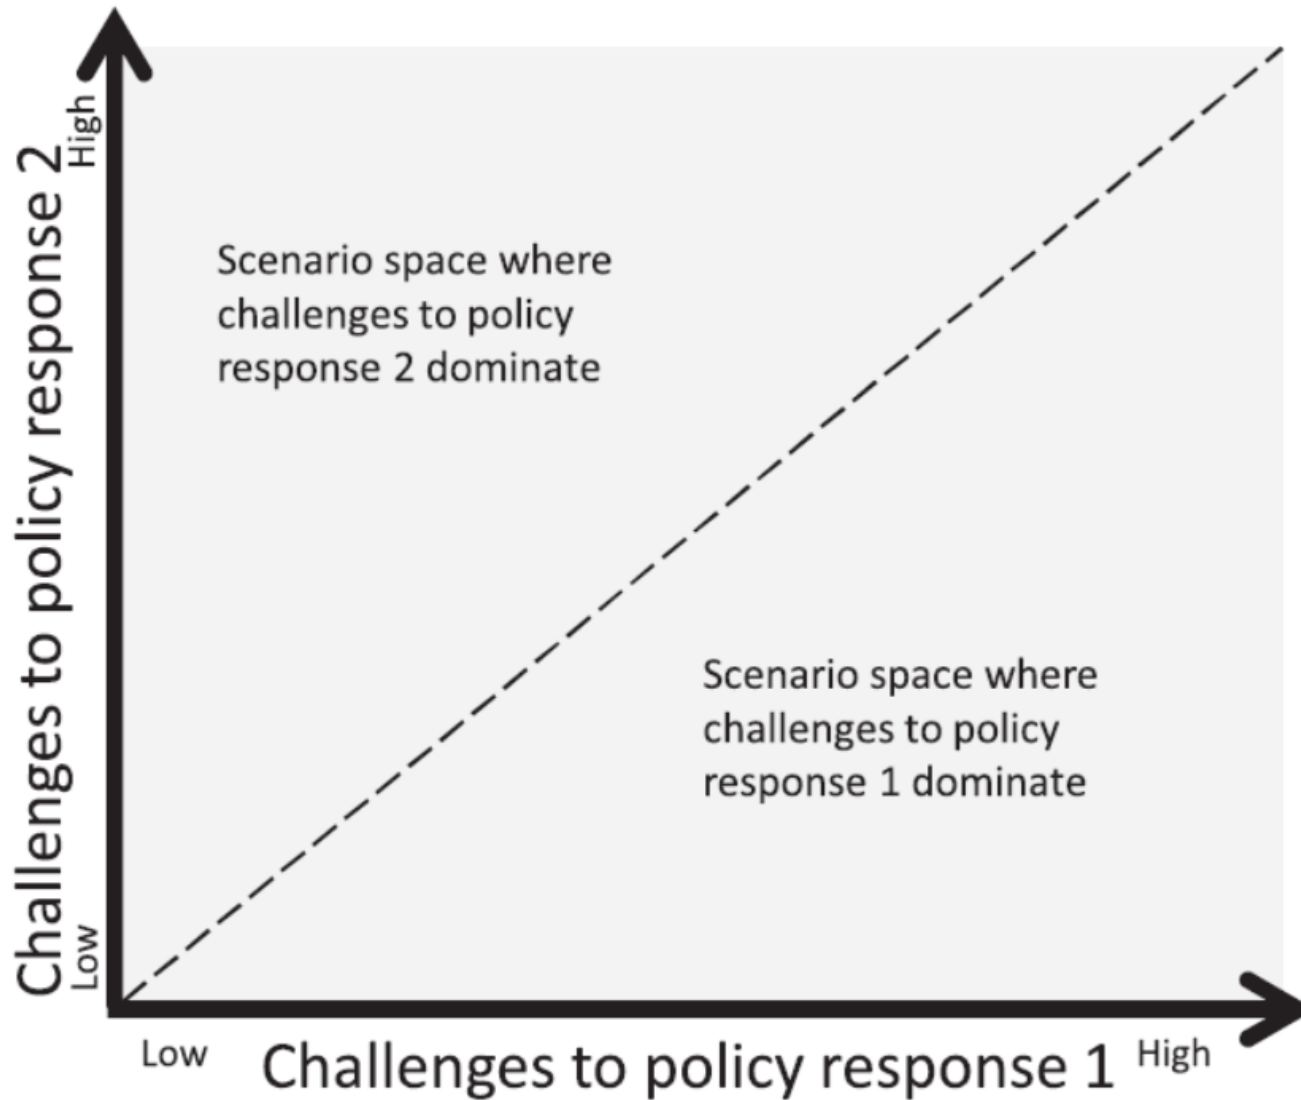 High
Challenges to policy response 2
Low
Scenario space where
challenges to policy
response 2 dominate
Scenario space where
challenges to policy
response 1 dominate
Low
Challenges to policy response 1
High